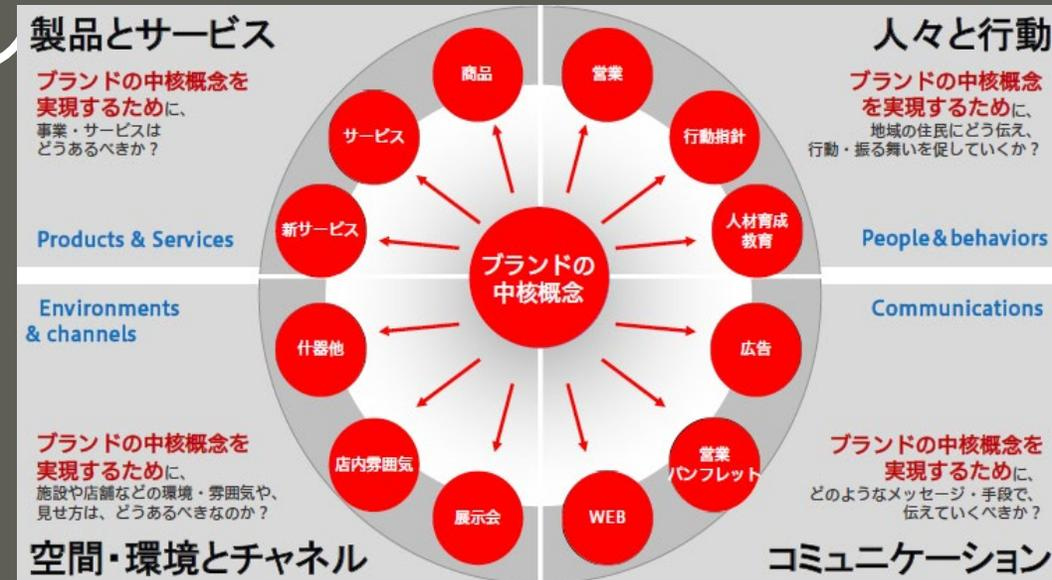 製品とサービス
ブランドの中核概念を
実現するために、
事業・サービスは
どうあるべきか？
Products & Services
人々と行動
ブランドの中核概念
を実現するために、
地域の住民にどう伝え、
行動・振る舞いを促していくか？
People & behaviors
商品
サービス
新サービス
営業
行動指針
人材育成
教育
ブランドの
中核概念
什器他
店内雰囲気
展示会
広告
営業
パンフレット
WEB
Environments
& channels
ブランドの中核概念を
実現するために、
施設や店舗などの環境・雰囲気や、
見せ方は、どうあるべきなのか？
空間・環境とチャネル
Communications
ブランドの中核概念を
実現するために、
どのようなメッセージ・手段で、
伝えていくべきか？
コミュニケーション